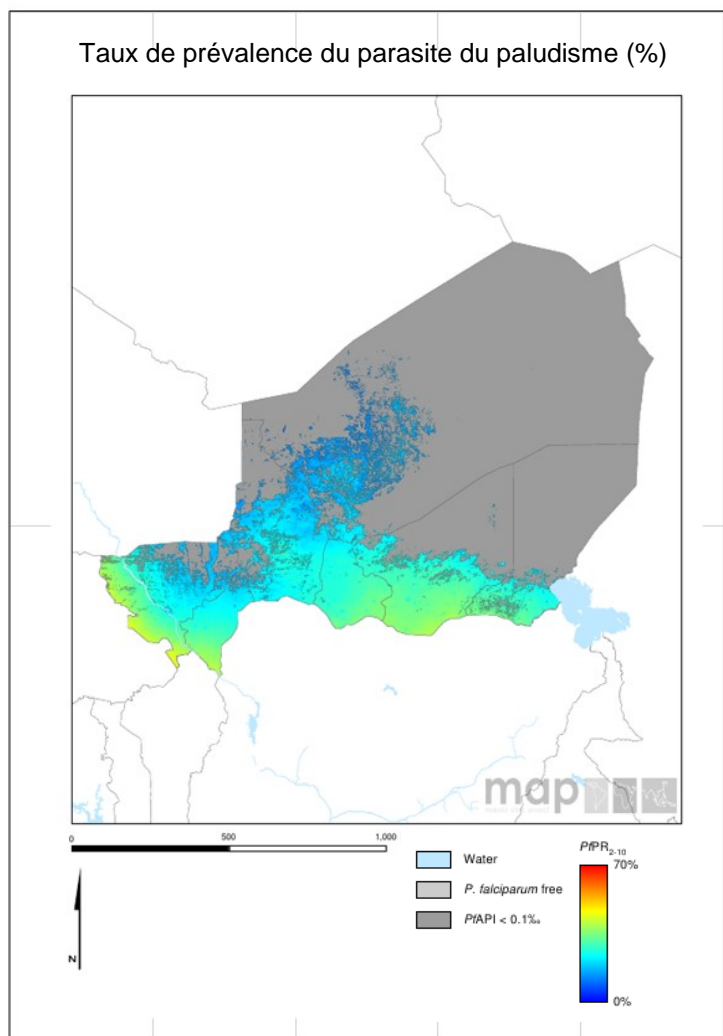 Taux de prévalence du parasite du paludisme (%)
map
0 500 1,000
Water
P. falciparum free
PfAPI < 0.1‰
PfPR2-10
70%
0%
N